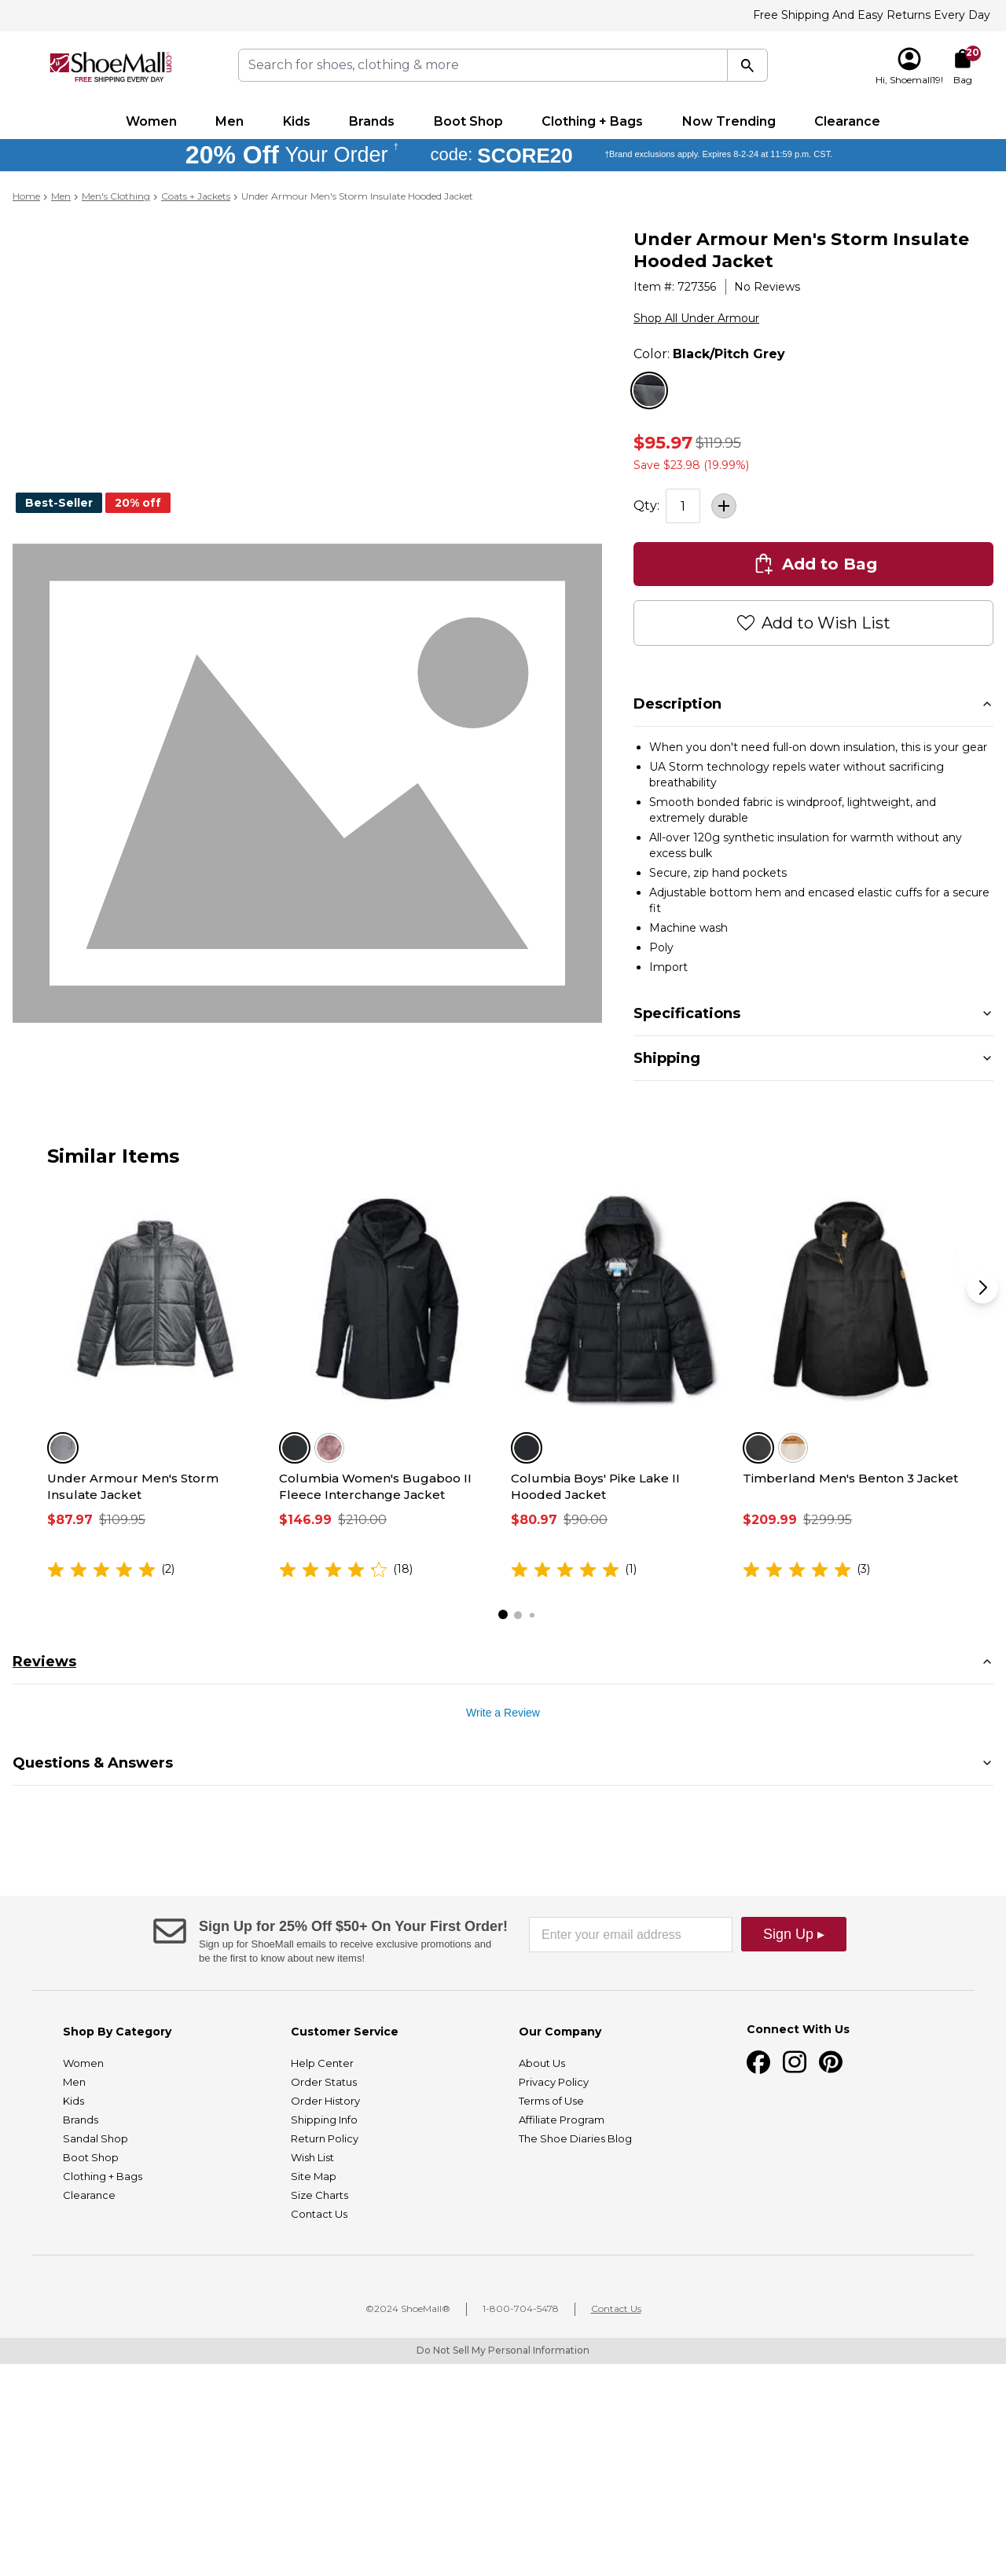 Free Shipping And Easy Returns Every Day
ShoeMall.com
FREE SHIPPING EVERY DAY
Search for shoes, clothing & more
Hi, Shoemall19!
20
Bag
Women Men Kids Brands Boot Shop Clothing + Bags Now Trending Clearance
20% Off Your Order † code: SCORE20 †Brand exclusions apply. Expires 8-2-24 at 11:59 p.m. CST.
Home > Men > Men's Clothing > Coats + Jackets > Under Armour Men's Storm Insulate Hooded Jacket
Best-Seller 20% off
Under Armour Men's Storm Insulate
Hooded Jacket
Item #: 727356 No Reviews
Shop All Under Armour
Color: Black/Pitch Grey
$95.97 $119.95
Save $23.98 (19.99%)
Qty: 1 +
Add to Bag
Add to Wish List
Description
• When you don't need full-on down insulation, this is your gear
• UA Storm technology repels water without sacrificing
breathability
• Smooth bonded fabric is windproof, lightweight, and
extremely durable
• All-over 120g synthetic insulation for warmth without any
excess bulk
• Secure, zip hand pockets
• Adjustable bottom hem and encased elastic cuffs for a secure
fit
• Machine wash
• Poly
• Import
Specifications
Shipping
Similar Items
Under Armour Men's Storm
Insulate Jacket
$87.97 $109.95
(2)
Columbia Women's Bugaboo II
Fleece Interchange Jacket
$146.99 $210.00
(18)
Columbia Boys' Pike Lake II
Hooded Jacket
$80.97 $90.00
(1)
Timberland Men's Benton 3 Jacket
$209.99 $299.95
(3)
Reviews
Write a Review
Questions & Answers
Sign Up for 25% Off $50+ On Your First Order!
Sign up for ShoeMall emails to receive exclusive promotions and
be the first to know about new items!
Enter your email address
Sign Up ▸
Shop By Category
Women
Men
Kids
Brands
Sandal Shop
Boot Shop
Clothing + Bags
Clearance
Customer Service
Help Center
Order Status
Order History
Shipping Info
Return Policy
Wish List
Site Map
Size Charts
Contact Us
Our Company
About Us
Privacy Policy
Terms of Use
Affiliate Program
The Shoe Diaries Blog
Connect With Us
©2024 ShoeMall® 1-800-704-5478 Contact Us
Do Not Sell My Personal Information